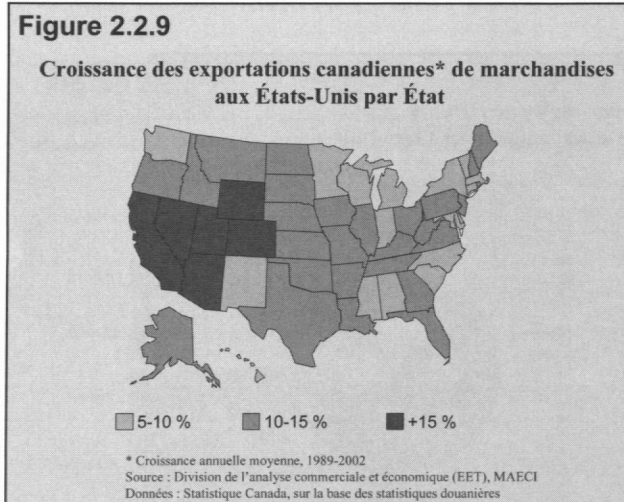 Figure 2.2.9
Croissance des exportations canadiennes* de marchandises
aux États-Unis par État
5-10 % 10-15 % +15 %
* Croissance annuelle moyenne, 1989-2002
Source : Division de l'analyse commerciale et économique (EET), MAECI
Données : Statistique Canada, sur la base des statistiques douanières